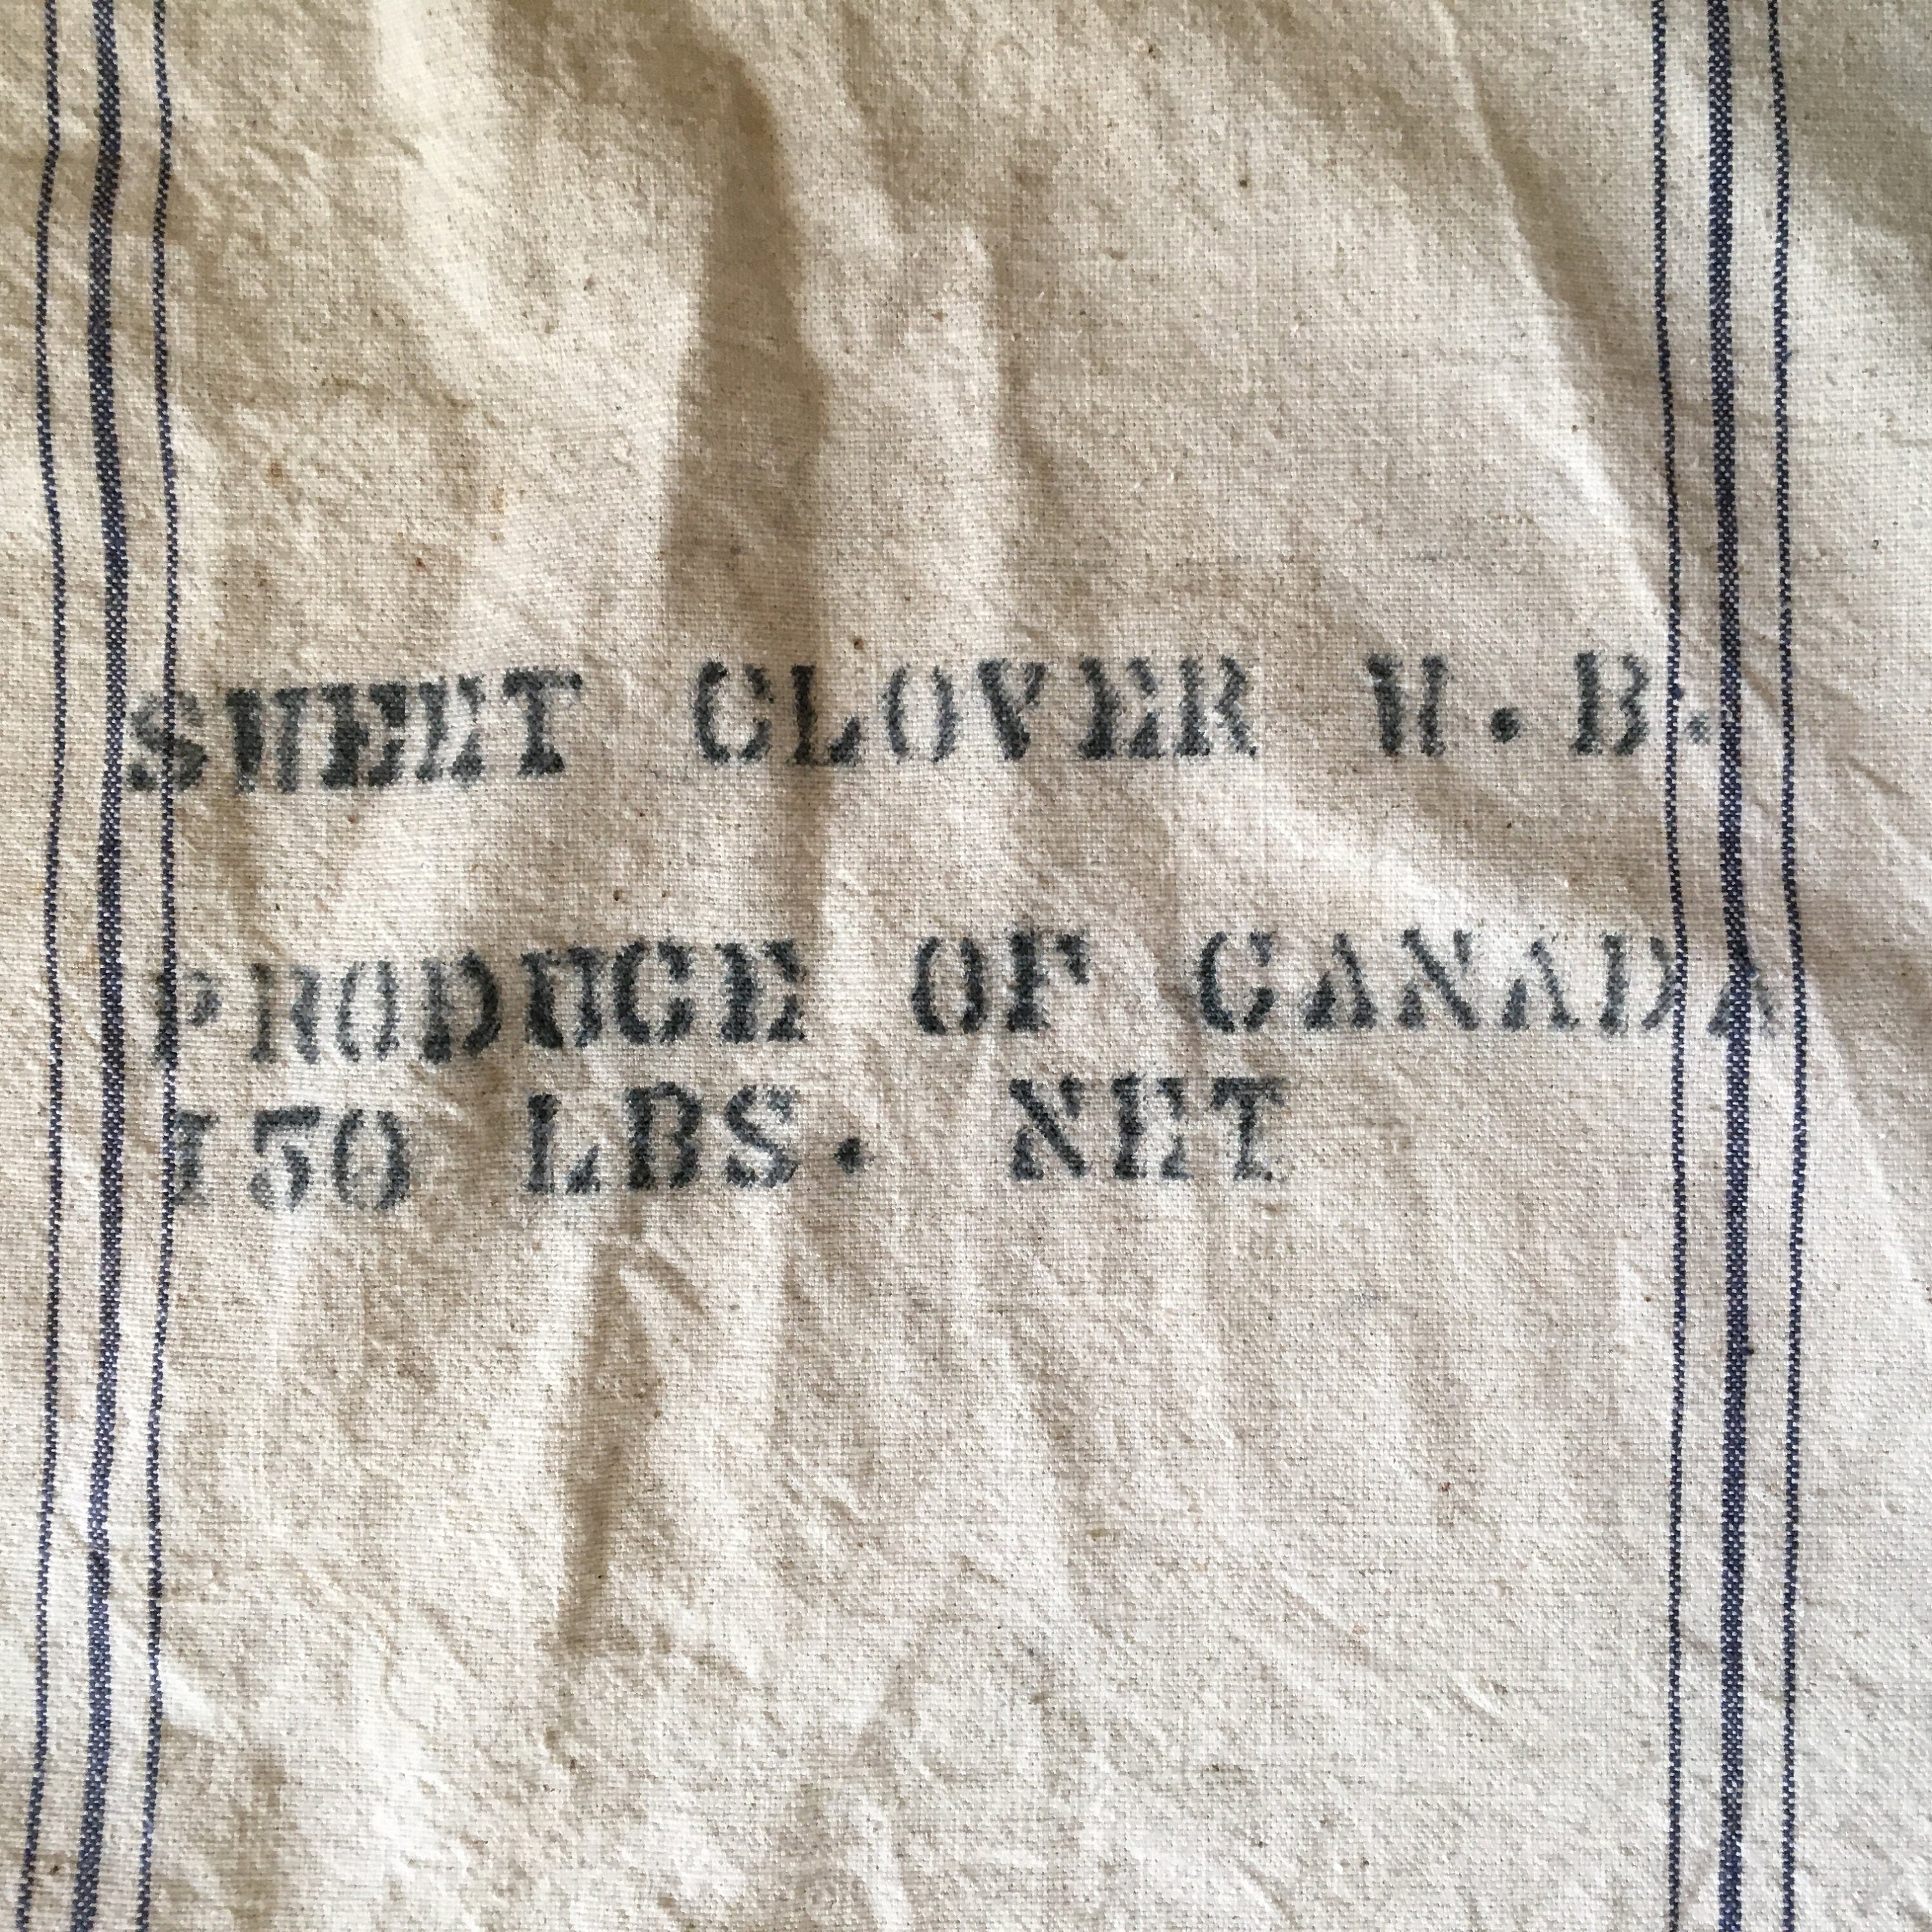 SWEET CLOVER W.B.
PRODUCE OF CANADA
150 LBS. NET